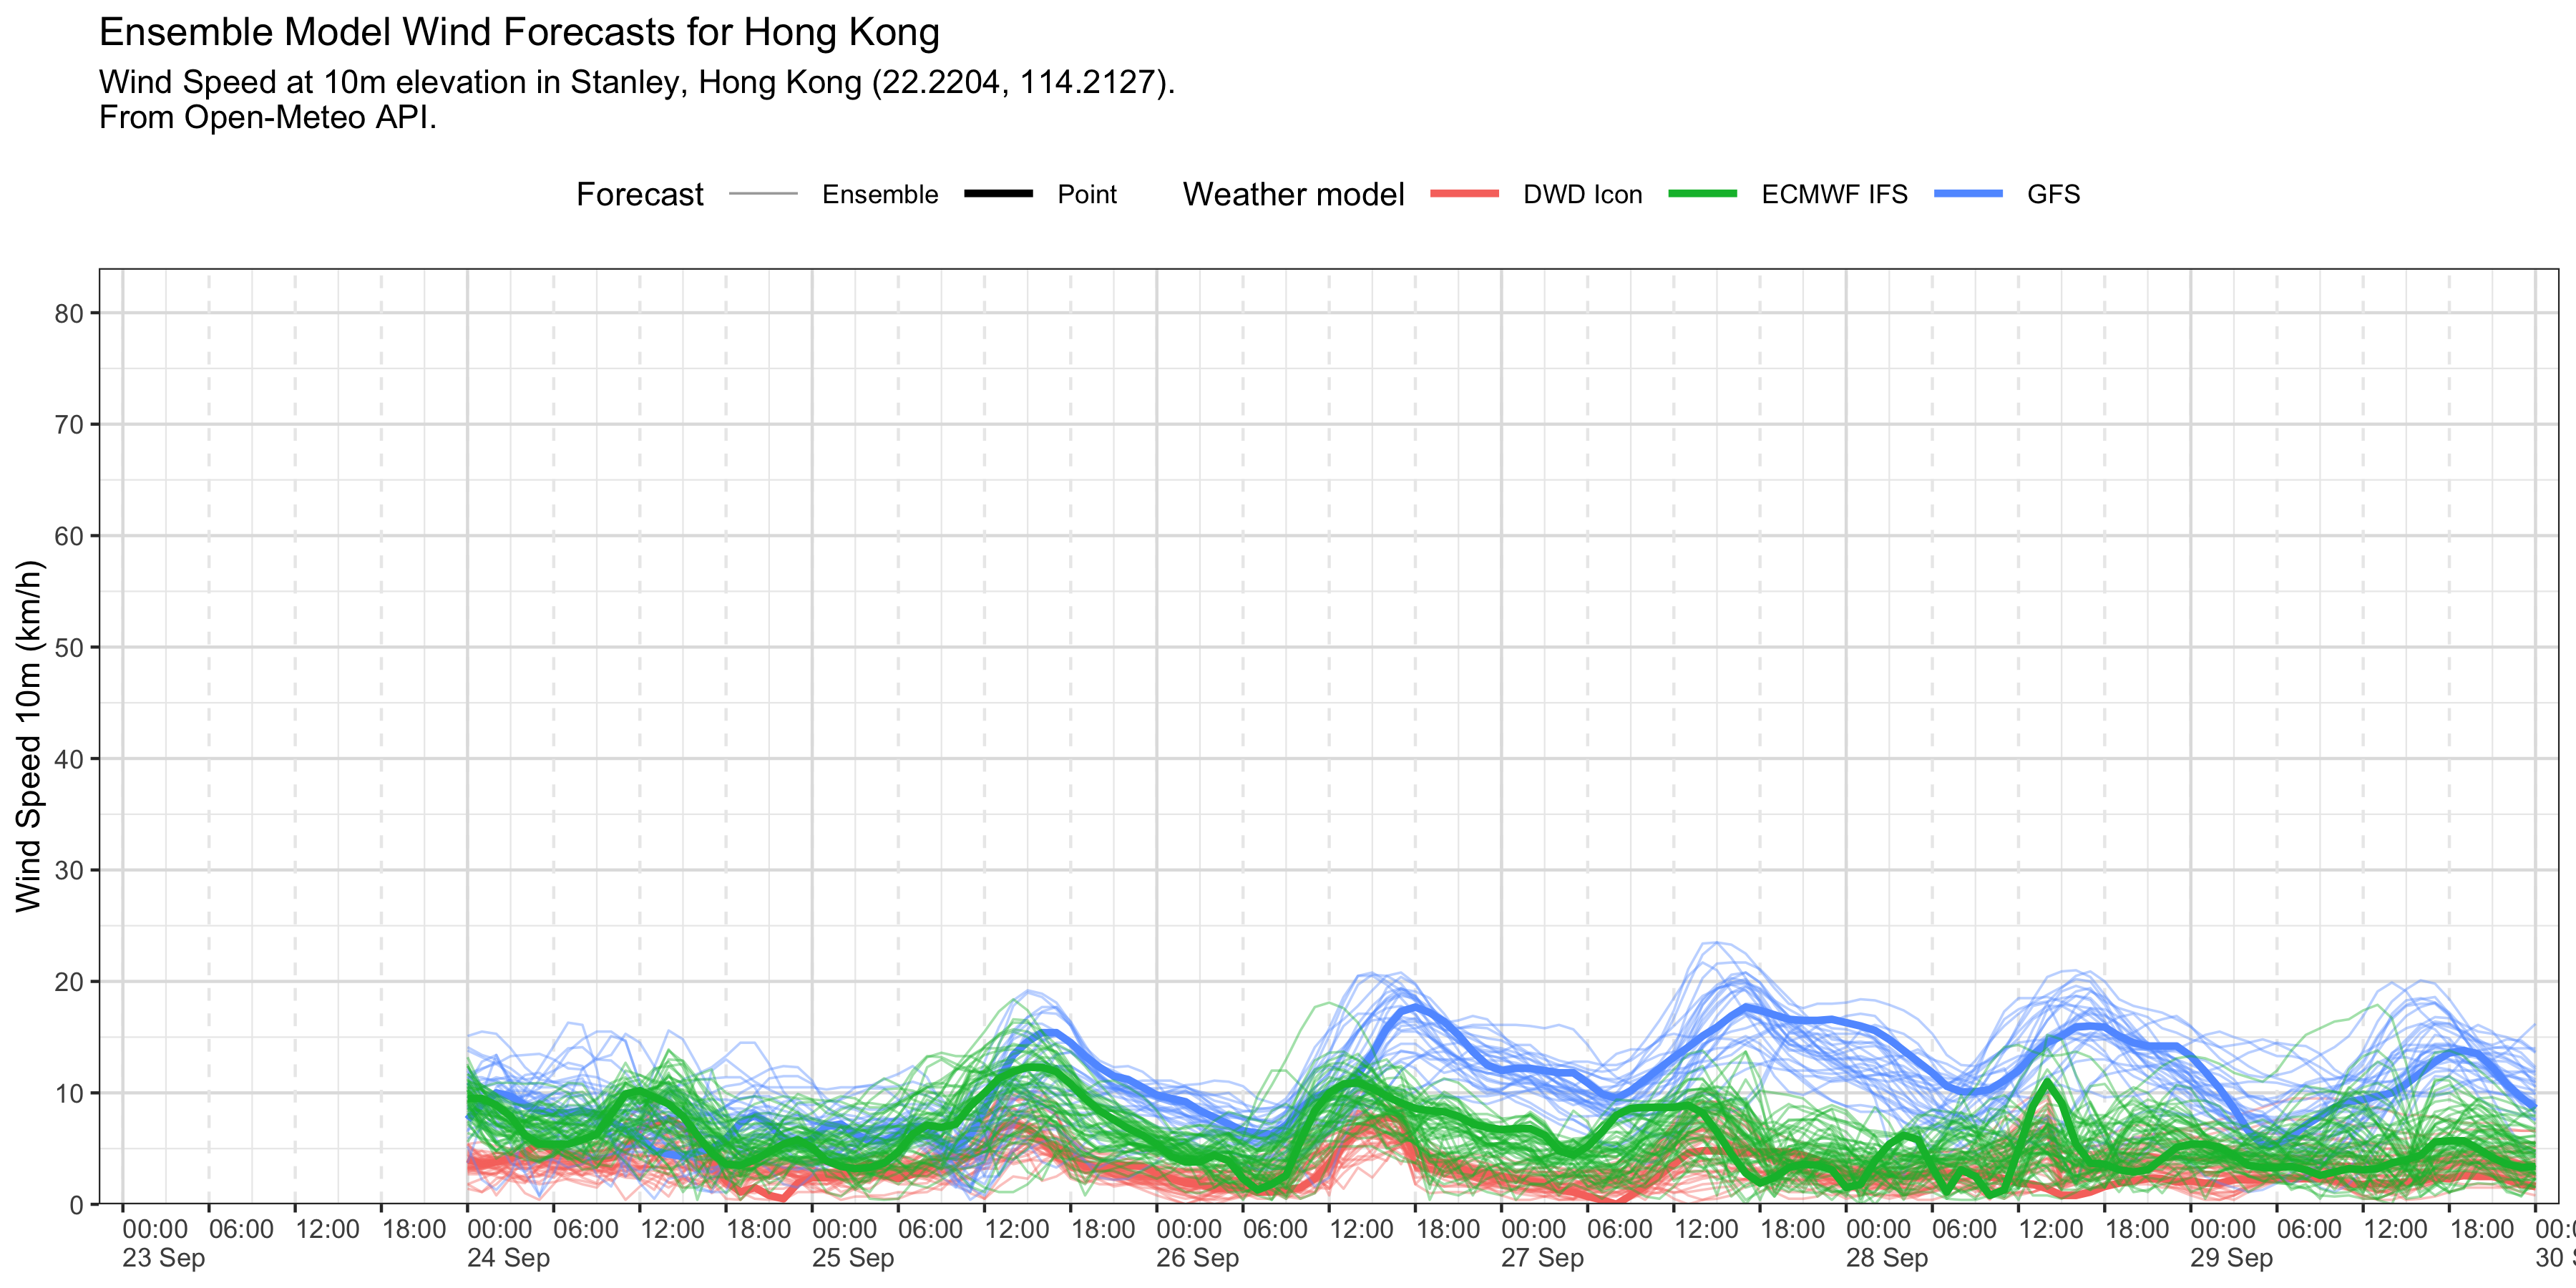 Ensemble Model Wind Forecasts for Hong Kong
Wind Speed at 10m elevation in Stanley, Hong Kong (22.2204, 114.2127).
From Open-Meteo API.
Forecast Ensemble Point Weather model DWD Icon ECMWF IFS GFS
Wind Speed 10m (km/h)
80
70
60
50
40
30
20
10
0
00:00 06:00 12:00 18:00 00:00 06:00 12:00 18:00 00:00 06:00 12:00 18:00 00:00 06:00 12:00 18:00 00:00 06:00 12:00 18:00 00:00 06:00 12:00 18:00 00:00 06:00 12:00 18:00
23 Sep 24 Sep 25 Sep 26 Sep 27 Sep 28 Sep 29 Sep 30